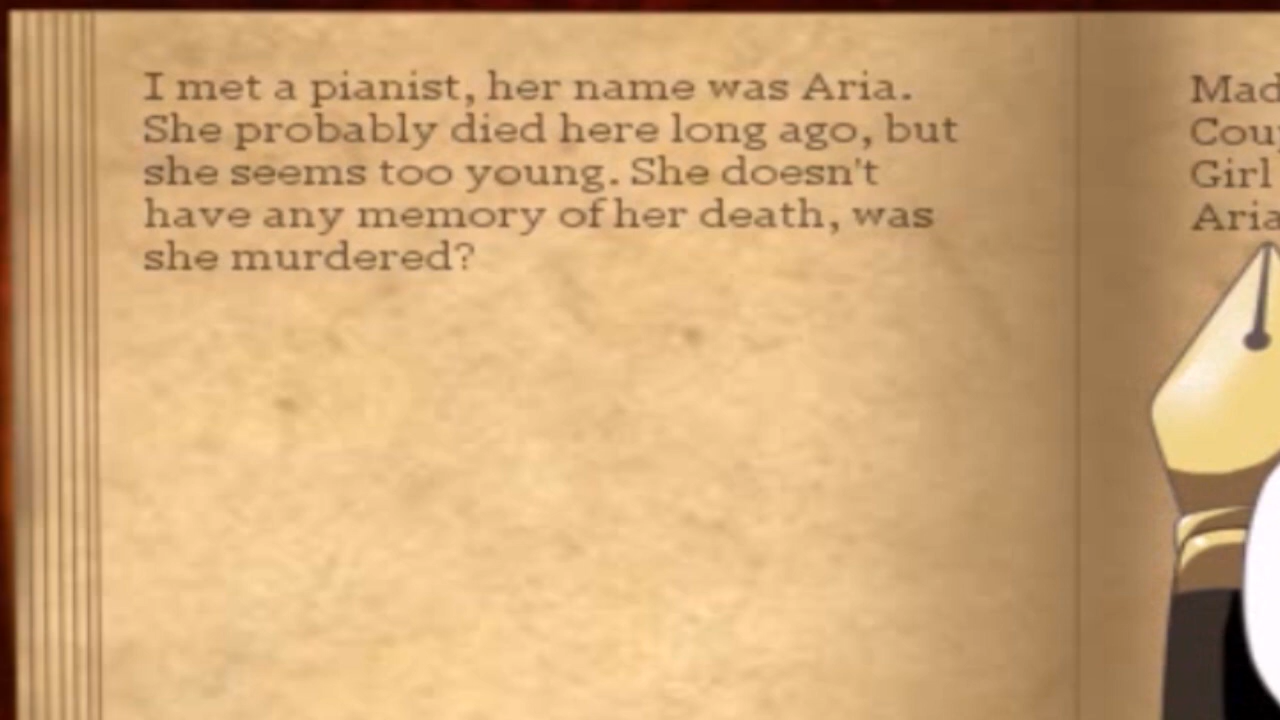 I met a pianist, her name was Aria.
She probably died here long ago, but
she seems too young. She doesn't
have any memory of her death, was
she murdered?
Girl
Aria